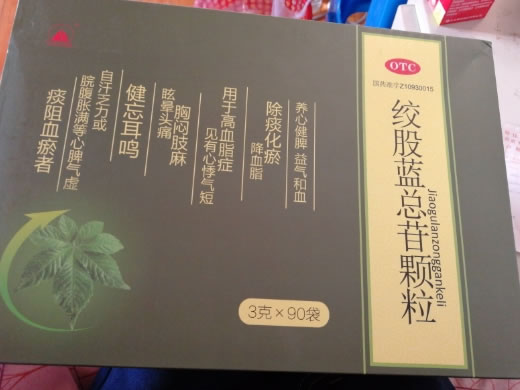 OTC
国药准字Z10930015
绞股蓝总苷颗粒
jiaogulanzongganKeli
养心健脾 益气和血
除痰化瘀
降血脂
用于高血脂症
见有心悸气短
胸闷肢麻
眩晕头痛
健忘耳鸣
自汗乏力或
脘腹胀满等心脾气虚
痰阻血瘀者
3克×90袋